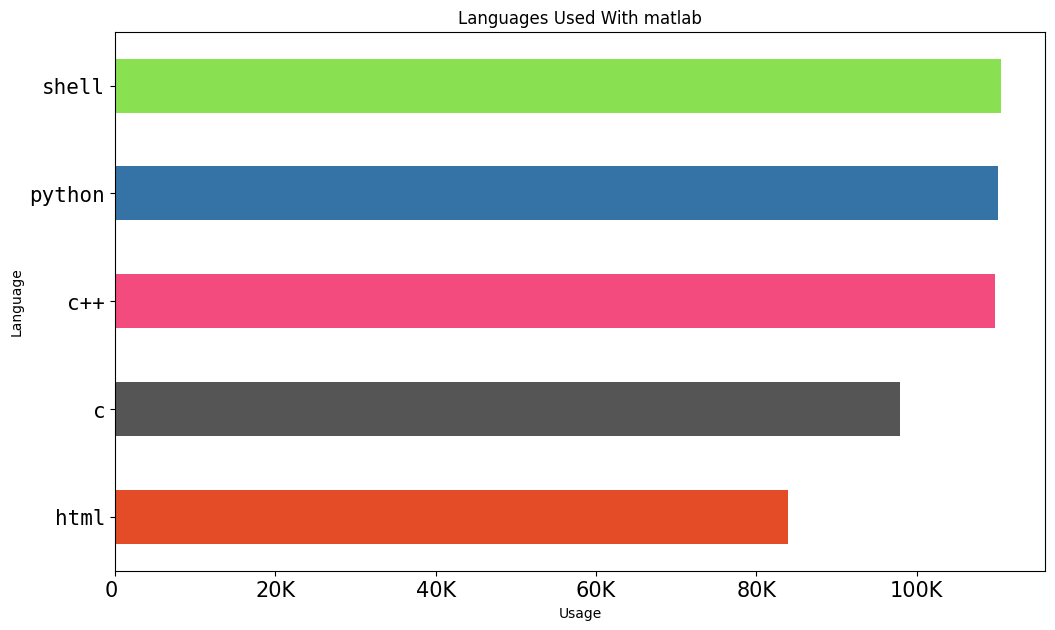 Languages Used With matlab
shell
python
c++
c
html
Language
0 20K 40K 60K 80K 100K
Usage